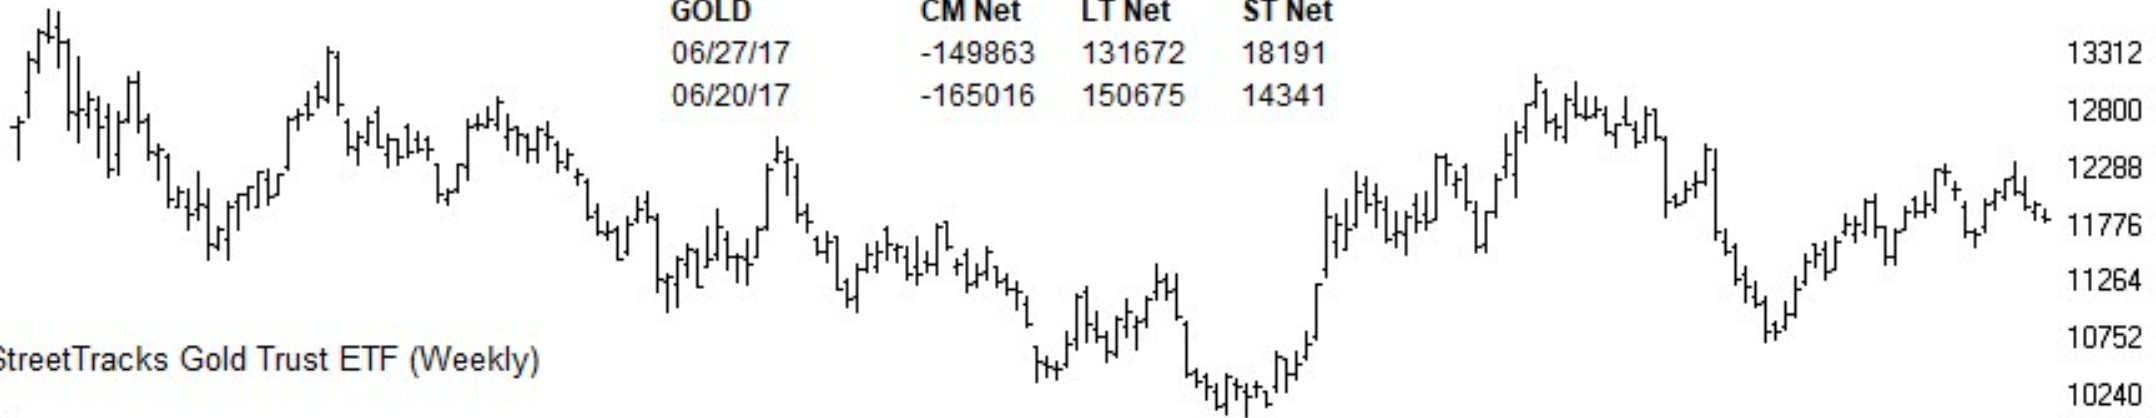 GOLD CM Net LT Net ST Net
06/27/17 -149863 131672 18191
06/20/17 -165016 150675 14341
13312
12800
12288
11776
11264
10752
10240
StreetTracks Gold Trust ETF (Weekly)